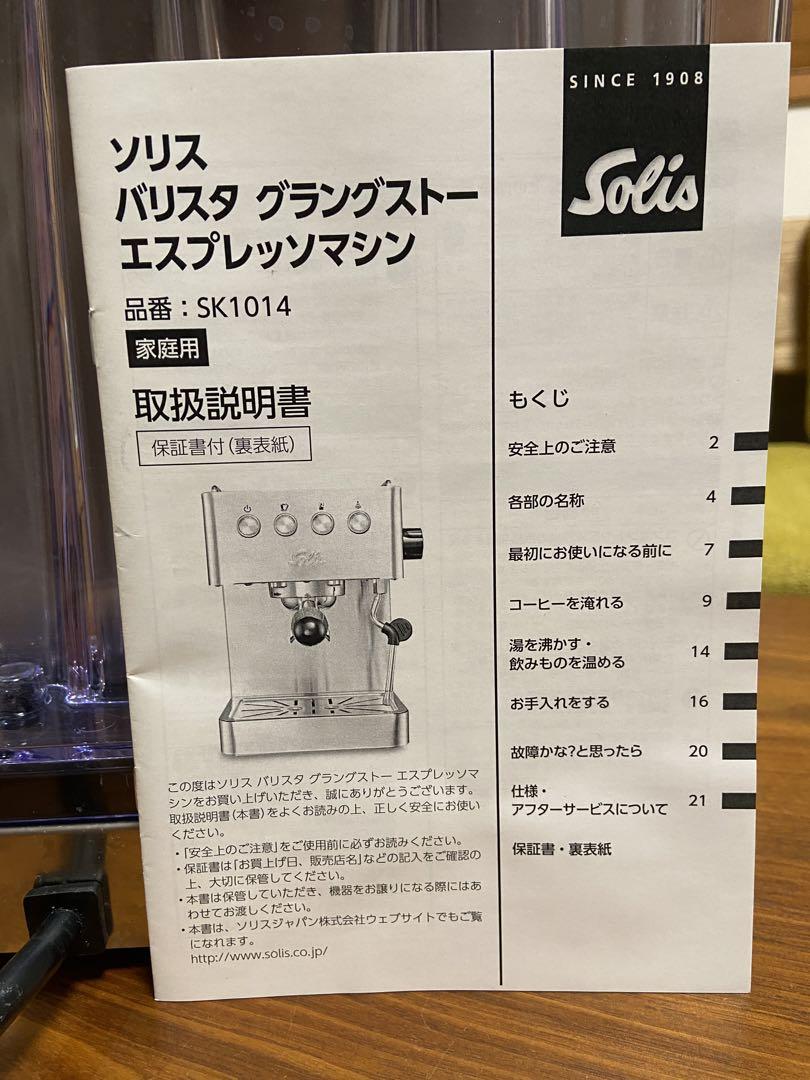 ソリス
バリスタ グラングストー
エスプレッソマシン
品番：SK1014
家庭用
取扱説明書
保証書付（裏表紙）
Solis
この度はソリス バリスタ グラングストー エスプレッソマ
シンをお買い上げいただき、誠にありがとうございます。
取扱説明書（本書）をよくお読みの上、正しく安全にお使い
ください。
・「安全上のご注意」をご使用前に必ずお読みください。
・保証書は「お買上げ日、販売店名」などの記入をご確認の
上、大切に保管してください。
・本書は保管していただき、機器をお譲りになる際にはあ
わせてお渡しください。
・本書は、ソリスジャパン株式会社ウェブサイトでもご覧
になれます。
http://www.solis.co.jp/
SINCE 1908
Solis
もくじ
安全上のご注意 2
各部の名称 4
最初にお使いになる前に 7
コーヒーを淹れる 9
湯を沸かす・
飲みものを温める 14
お手入れをする 16
故障かな?と思ったら 20
仕様・
アフターサービスについて 21
保証書・裏表紙